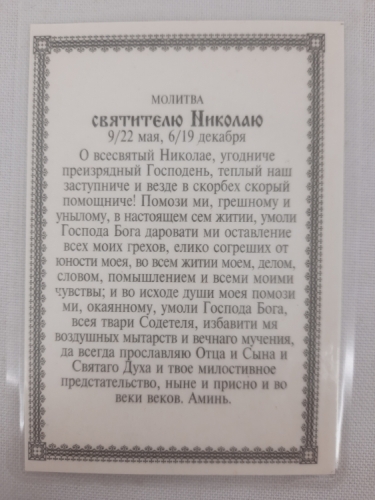 МОЛИТВА
СВЯТИТЕЛЮ НИКОЛАЮ
9/22 мая, 6/19 декабря
О всесвятый Николае, угодниче
преизрядный Господень, теплый наш
заступниче и везде в скорбех скорый
помощниче! Помози ми, грешному и
унылому, в настоящем сем житии, умоли
Господа Бога даровати ми оставление
всех моих грехов, елико согреших от
юности моея, во всем житии моем, делом,
словом, помышлением и всеми моими
чувствы; и во исходе души моея помози
ми, окаянному, умоли Господа Бога,
всея твари Содетеля, избавити мя
воздушных мытарств и вечнаго мучения,
да всегда прославляю Отца и Сына и
Святаго Духа и твое милостивное
предстательство, ныне и присно и во
веки веков. Аминь.